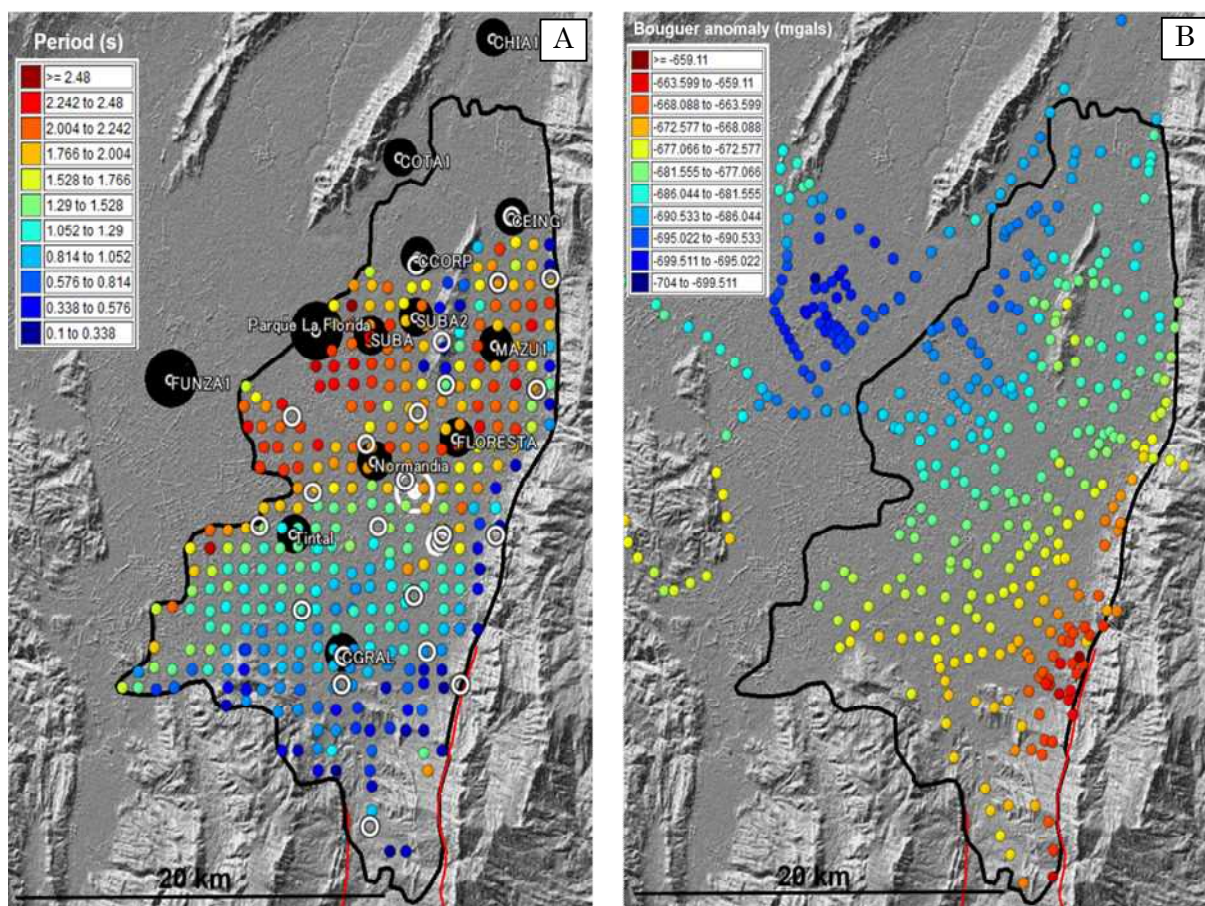 Period (s)
A
>= 2.48
2.242 to 2.48
2.004 to 2.242
1.766 to 2.004
1.528 to 1.766
1.29 to 1.528
1.052 to 1.29
0.814 to 1.052
0.576 to 0.814
0.338 to 0.576
0.1 to 0.338
C CHIA1
C COTA1
CEING
CCORP
Parque La Florida
C
SUBA2
SUBA
MAZU1
C FUNZA1
C FLORESTA
C Normandia
C
Tintal
CGRAL
20 km
Bouguer anomaly (mgals)
B
>= -659.11
-663.599 to -659.11
-668.088 to -663.599
-672.577 to -668.088
-677.066 to -672.577
-681.555 to -677.066
-686.044 to -681.555
-690.533 to -686.044
-695.022 to -690.533
-699.511 to -695.022
-704 to -699.511
20 km